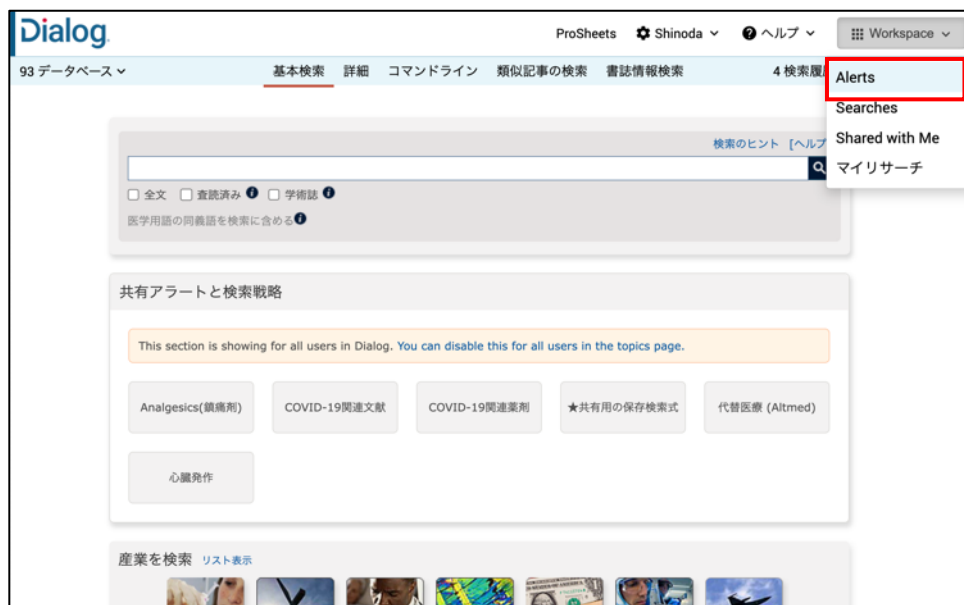 Dialog
ProSheets Shinoda ヘルプ Workspace
93 データベース 基本検索 詳細 コマンドライン 類似記事の検索 書誌情報検索 4 検索履
Alerts
Searches
Shared with Me
マイリサーチ
検索のヒント [ヘルプ
全文 査読済み 学術誌
医学用語の同義語を検索に含める
共有アラートと検索戦略
This section is showing for all users in Dialog. You can disable this for all users in the topics page.
Analgesics(鎮痛剤) COVID-19関連文献 COVID-19関連薬剤 ★共有用の保存検索式 代替医療 (Altmed)
心臓発作
産業を検索 リスト表示